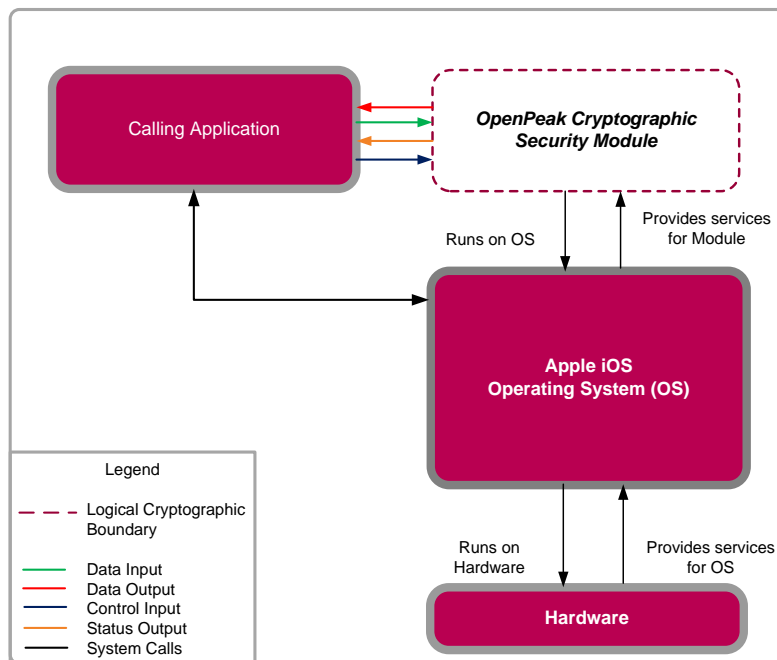 Calling Application
OpenPeak Cryptographic
Security Module
Runs on OS
Provides services
for Module
Apple iOS
Operating System (OS)
Runs on
Hardware
Provides services
for OS
Hardware
Legend
Logical Cryptographic
Boundary
Data Input
Data Output
Control Input
Status Output
System Calls